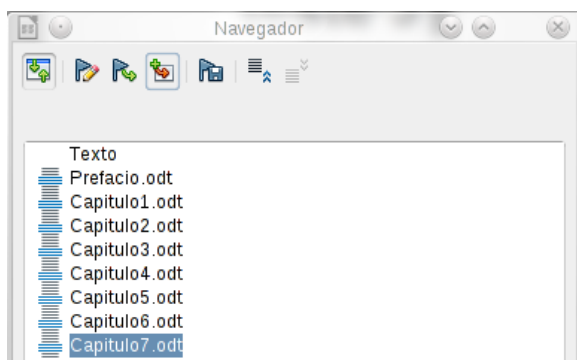 Navegador
Texto
Prefacio.odt
Capitulo1.odt
Capitulo2.odt
Capitulo3.odt
Capitulo4.odt
Capitulo5.odt
Capitulo6.odt
Capitulo7.odt